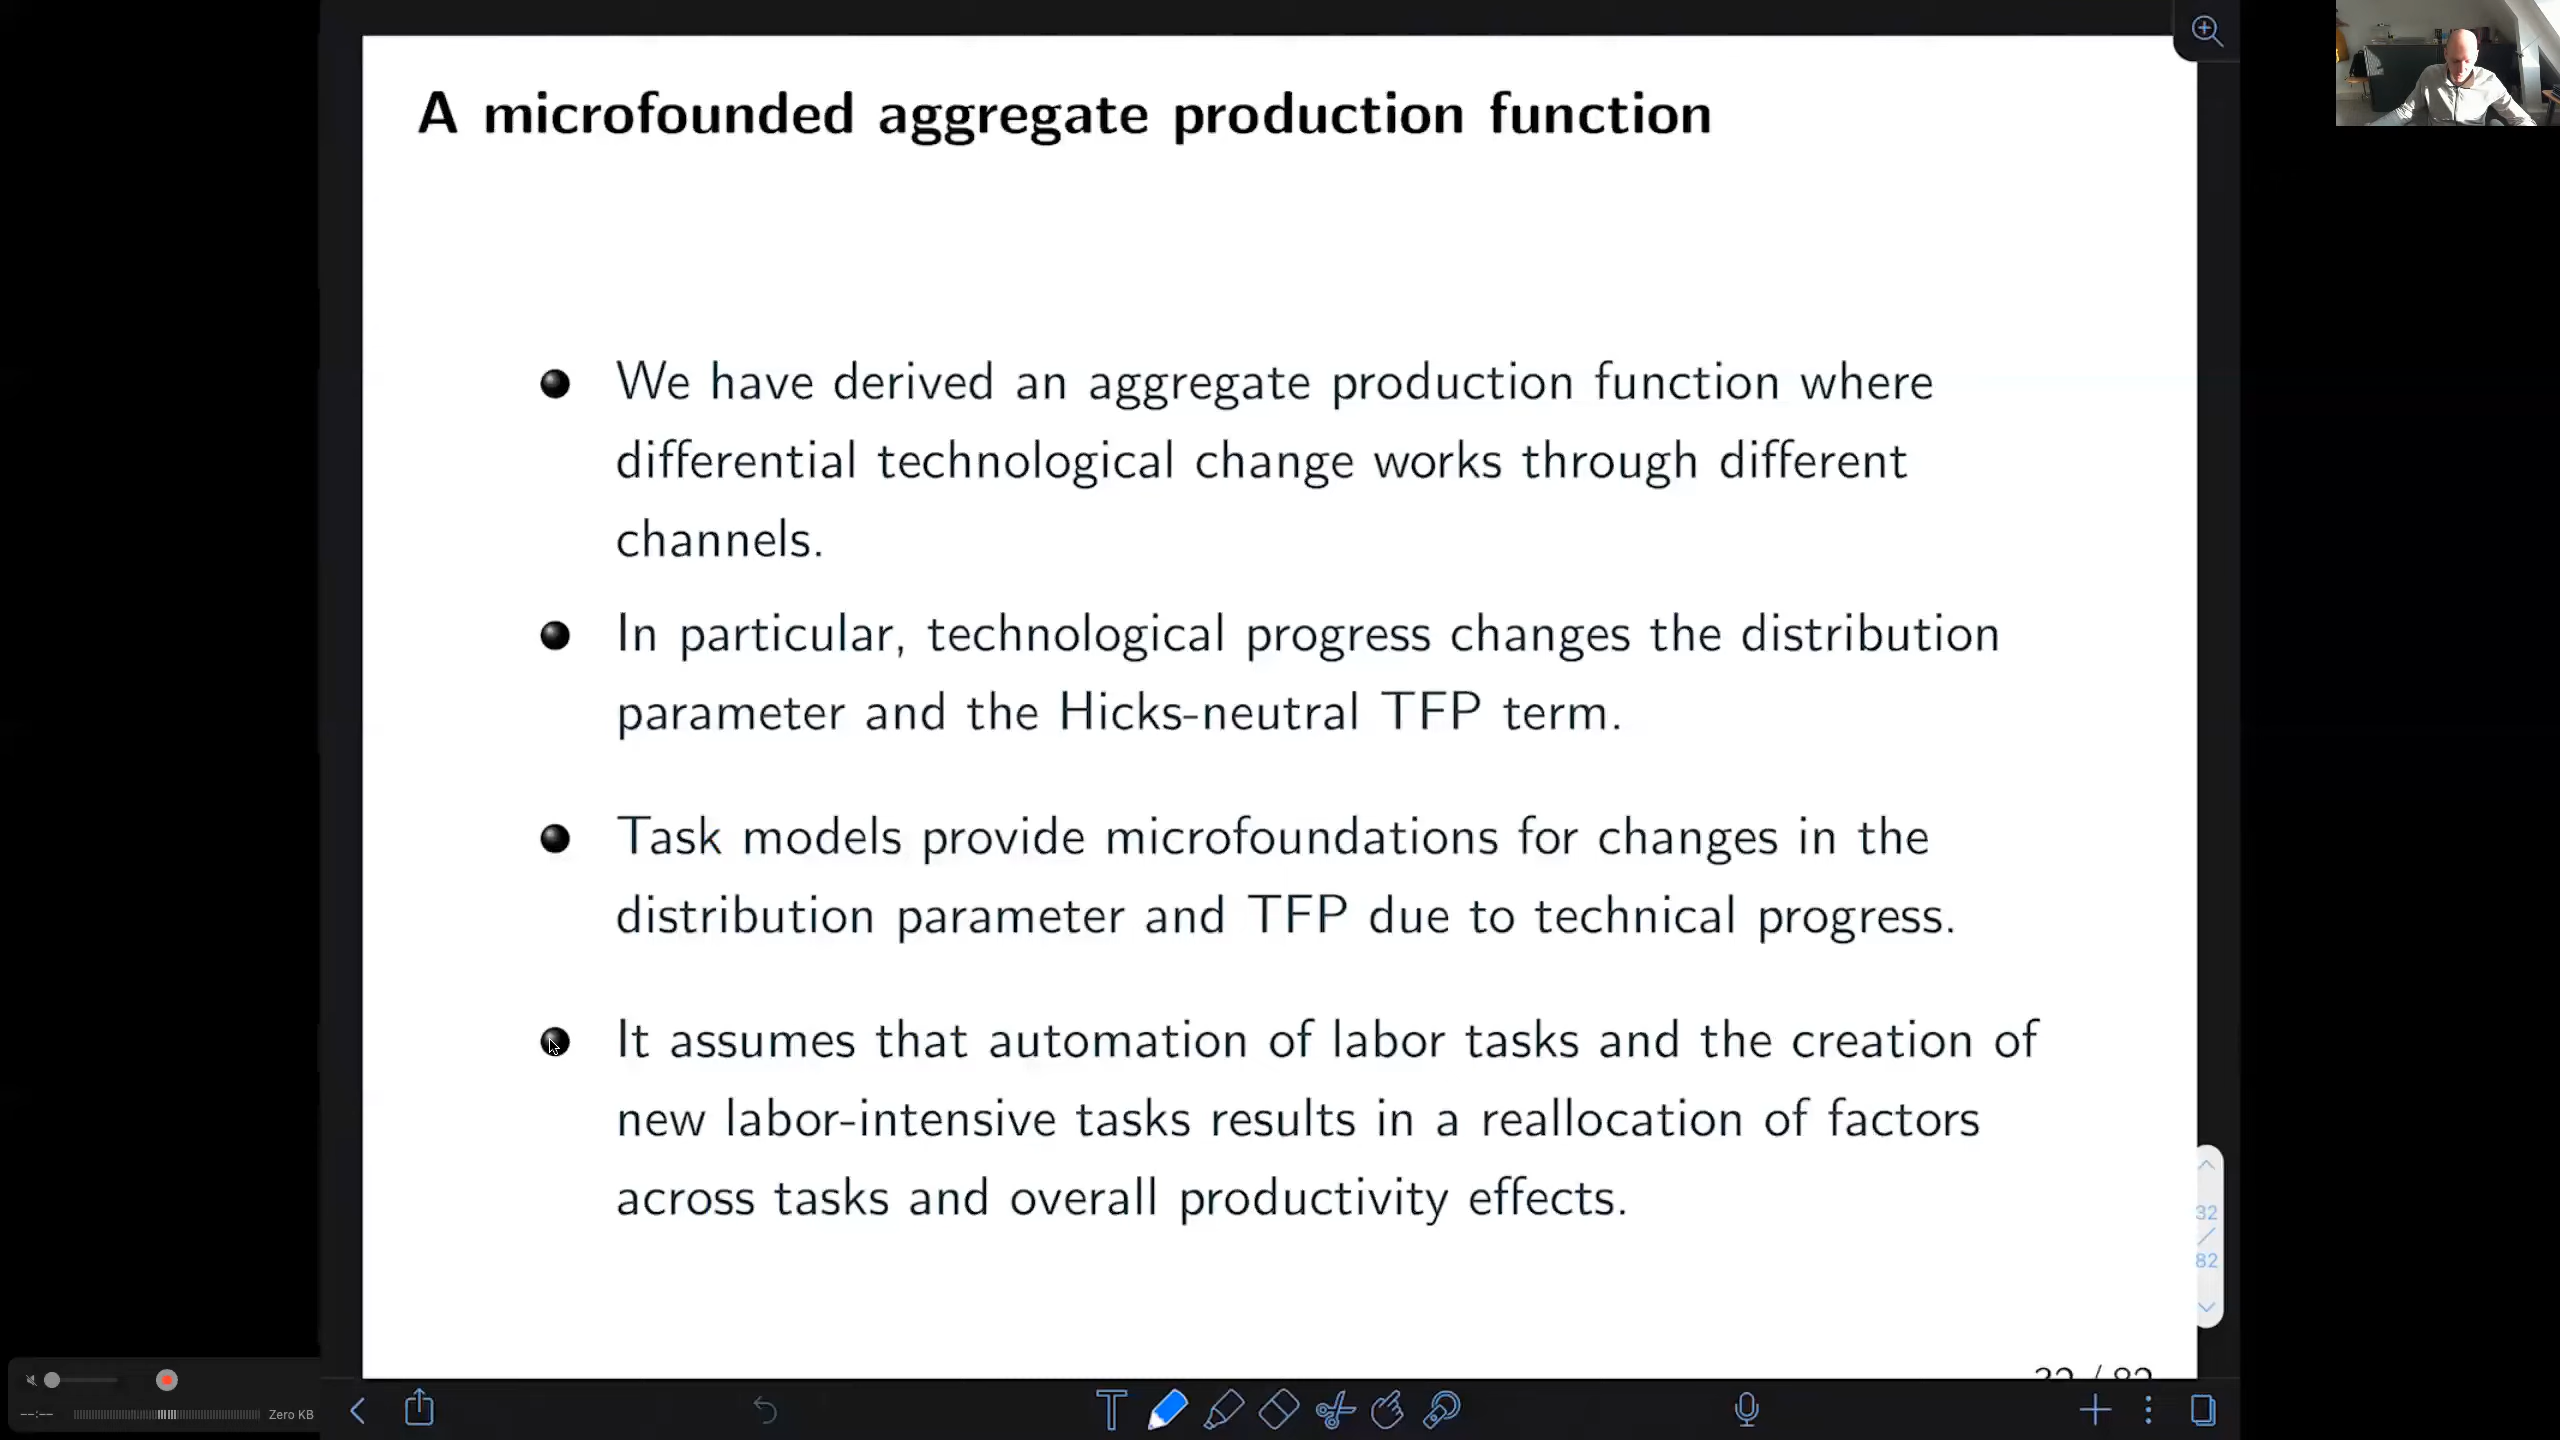 A microfounded aggregate production function
We have derived an aggregate production function where
differential technological change works through different
channels.
In particular, technological progress changes the distribution
parameter and the Hicks-neutral TFP term.
Task models provide microfoundations for changes in the
distribution parameter and TFP due to technical progress.
It assumes that automation of labor tasks and the creation of
new labor-intensive tasks results in a reallocation of factors
across tasks and overall productivity effects.
32
/
82
32 / 82
--:--
Zero KB